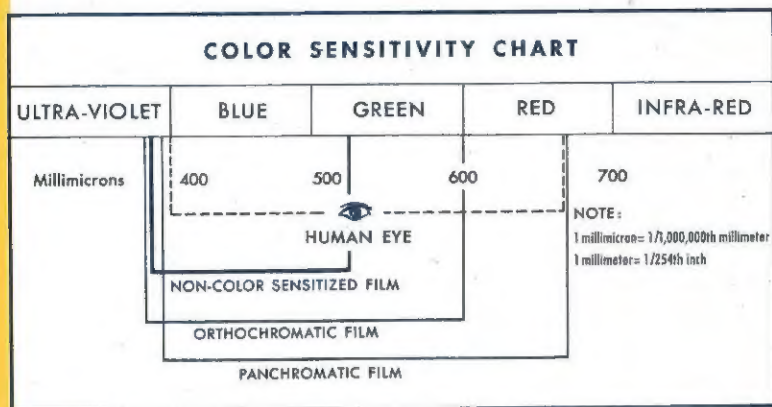 COLOR SENSITIVITY CHART
ULTRA-VIOLET BLUE GREEN RED INFRA-RED
Millimicrons 400 500 600 700
HUMAN EYE
NOTE:
1 millimicron= 1/1,000,000th millimeter
1 millimeter= 1/254th inch
NON-COLOR SENSITIZED FILM
ORTHOCHROMATIC FILM
PANCHROMATIC FILM